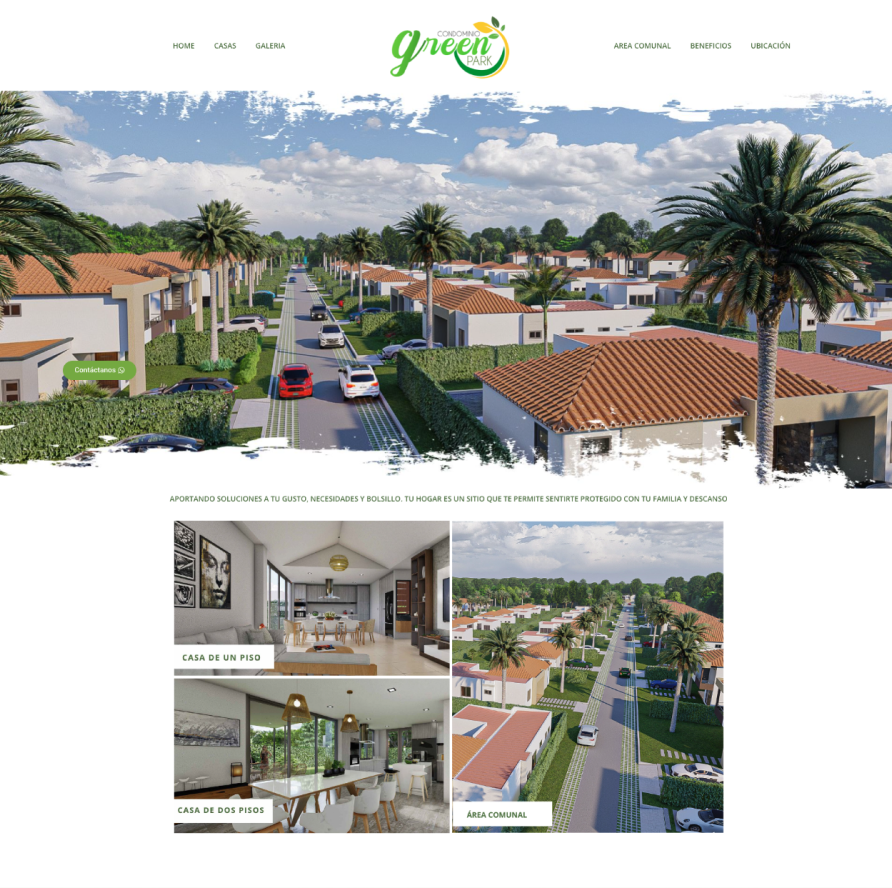 HOME CASAS GALERIA
CONDOMINIO
green
PARK
AREA COMUNAL BENEFICIOS UBICACIÓN
Contáctanos
APORTANDO SOLUCIONES A TU GUSTO, NECESIDADES Y BOLSILLO. TU HOGAR ES UN SITIO QUE TE PERMITE SENTIRTE PROTEGIDO CON TU FAMILIA Y DESCANSO
CASA DE UN PISO
CASA DE DOS PISOS
ÁREA COMUNAL